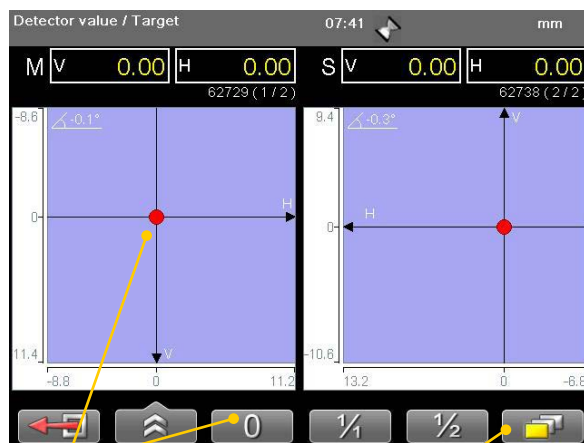 Detector value / Target 07:41 mm
M V 0.00 H 0.00 S V 0.00 H 0.00
62729 (1/2) 62738 (2/2)
-8.6 -0.1° 9.4 -0.3° V
H
0 0 H
11.4 V -10.6
-8.8 0 11.2 13.2 0 -6.8
0 1/1 1/2